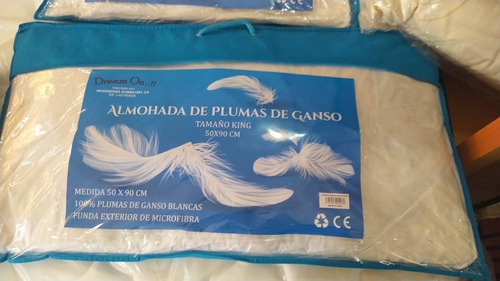 Dream On..!!
ALMOHADA DE PLUMAS DE GANSO
TAMAÑO KING
50X90 CM
MEDIDA 50 X 90 CM
100% PLUMAS DE GANSO BLANCAS
FUNDA EXTERIOR DE MICROFIBRA
CE